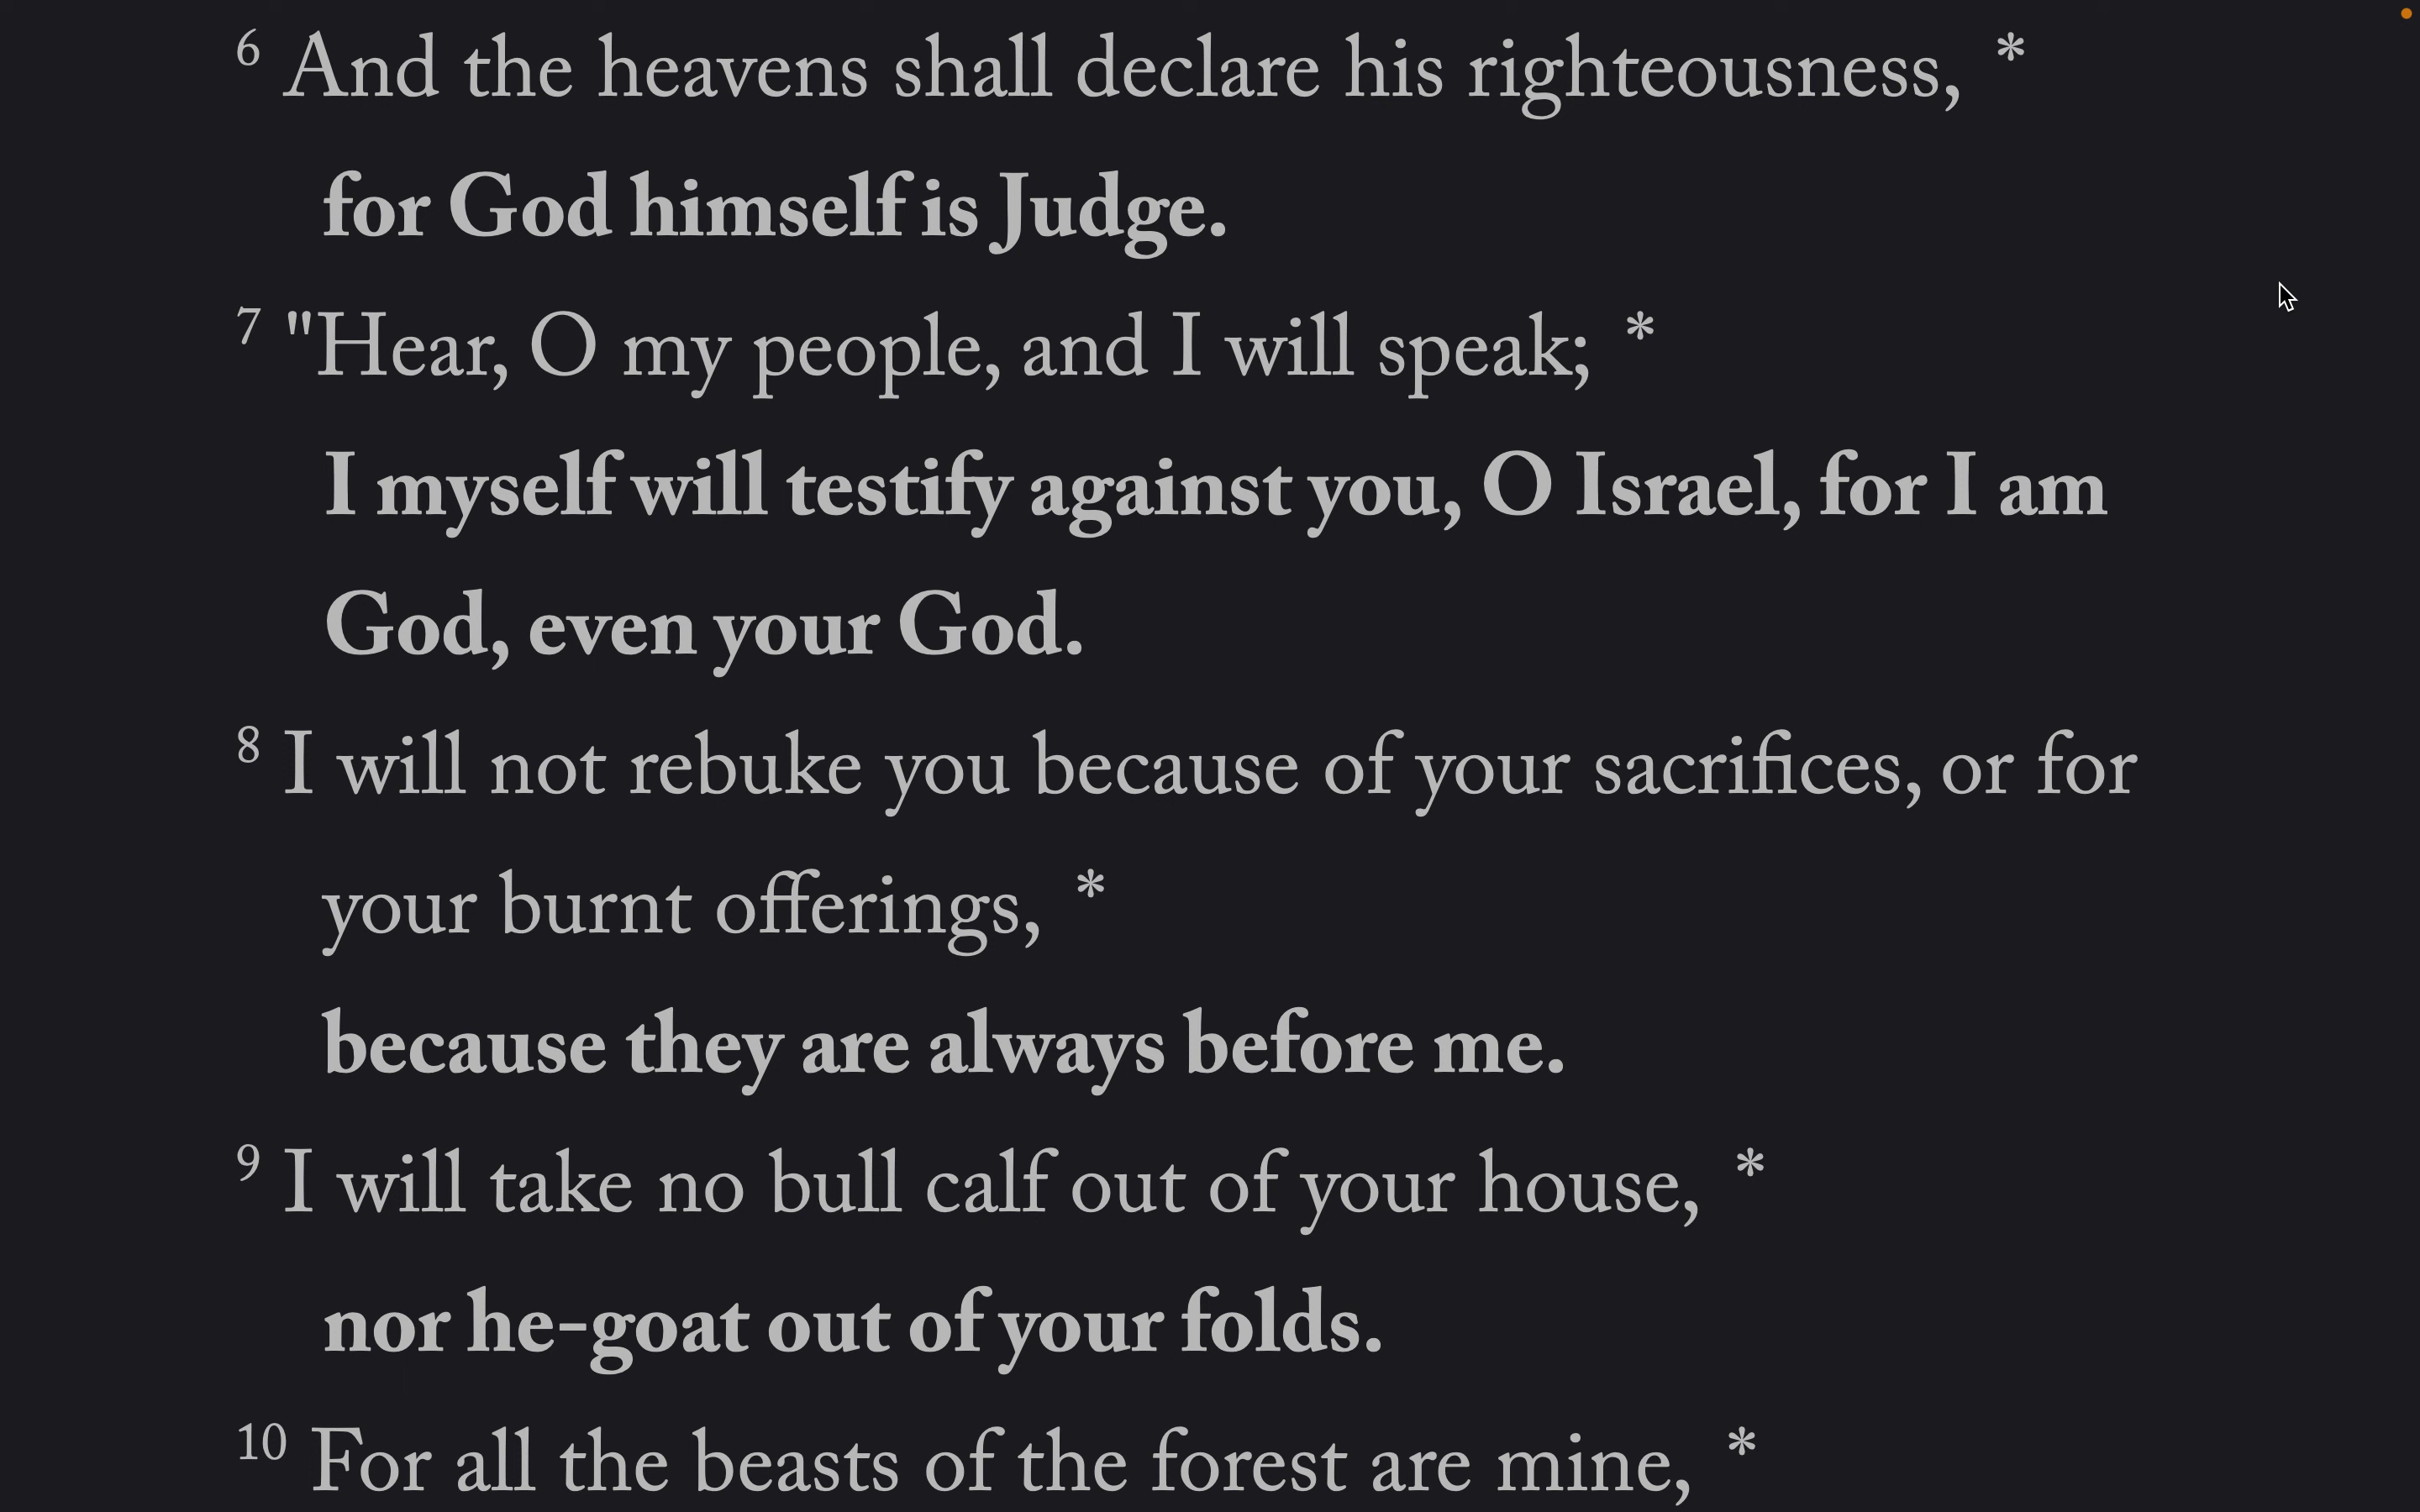 6 And the heavens shall declare his righteousness, *
for God himself is Judge.
7 "Hear, O my people, and I will speak; *
I myself will testify against you, O Israel, for I am
God, even your God.
8 I will not rebuke you because of your sacrifices, or for
your burnt offerings, *
because they are always before me.
9 I will take no bull calf out of your house, *
nor he-goat out of your folds.
10 For all the beasts of the forest are mine, *